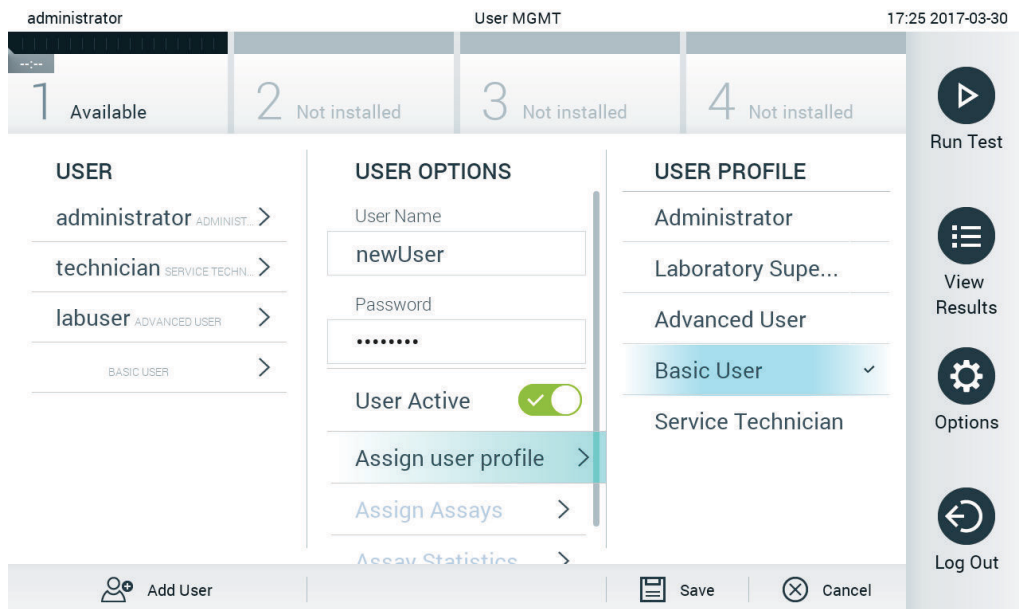 administrator User MGMT 17:25 2017-03-30
--:--
1 Available 2 Not installed 3 Not installed 4 Not installed
Run Test
View
Results
Options
Log Out
USER
administrator ADMINIST...
technician SERVICE TECHN...
labuser ADVANCED USER
BASIC USER
USER OPTIONS
User Name
newUser
Password
••••••••
User Active
Assign user profile
Assign Assays
Assay Statistics
USER PROFILE
Administrator
Laboratory Supe...
Advanced User
Basic User
Service Technician
Add User Save Cancel